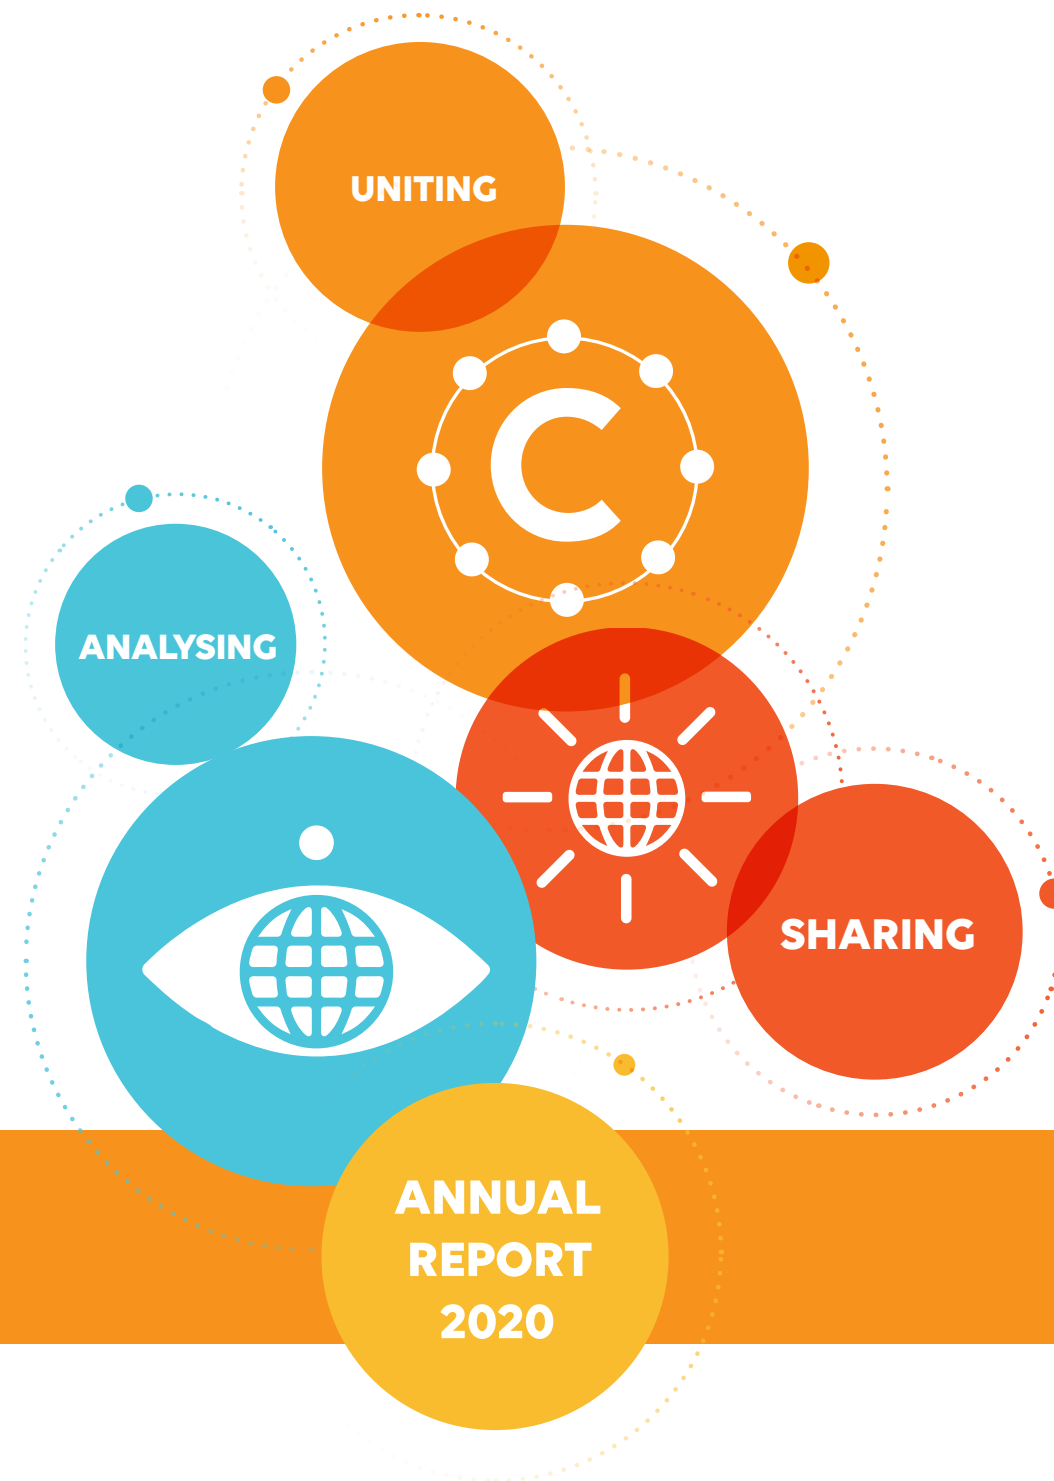 UNITING
C
ANALYSING
SHARING
ANNUAL
REPORT
2020